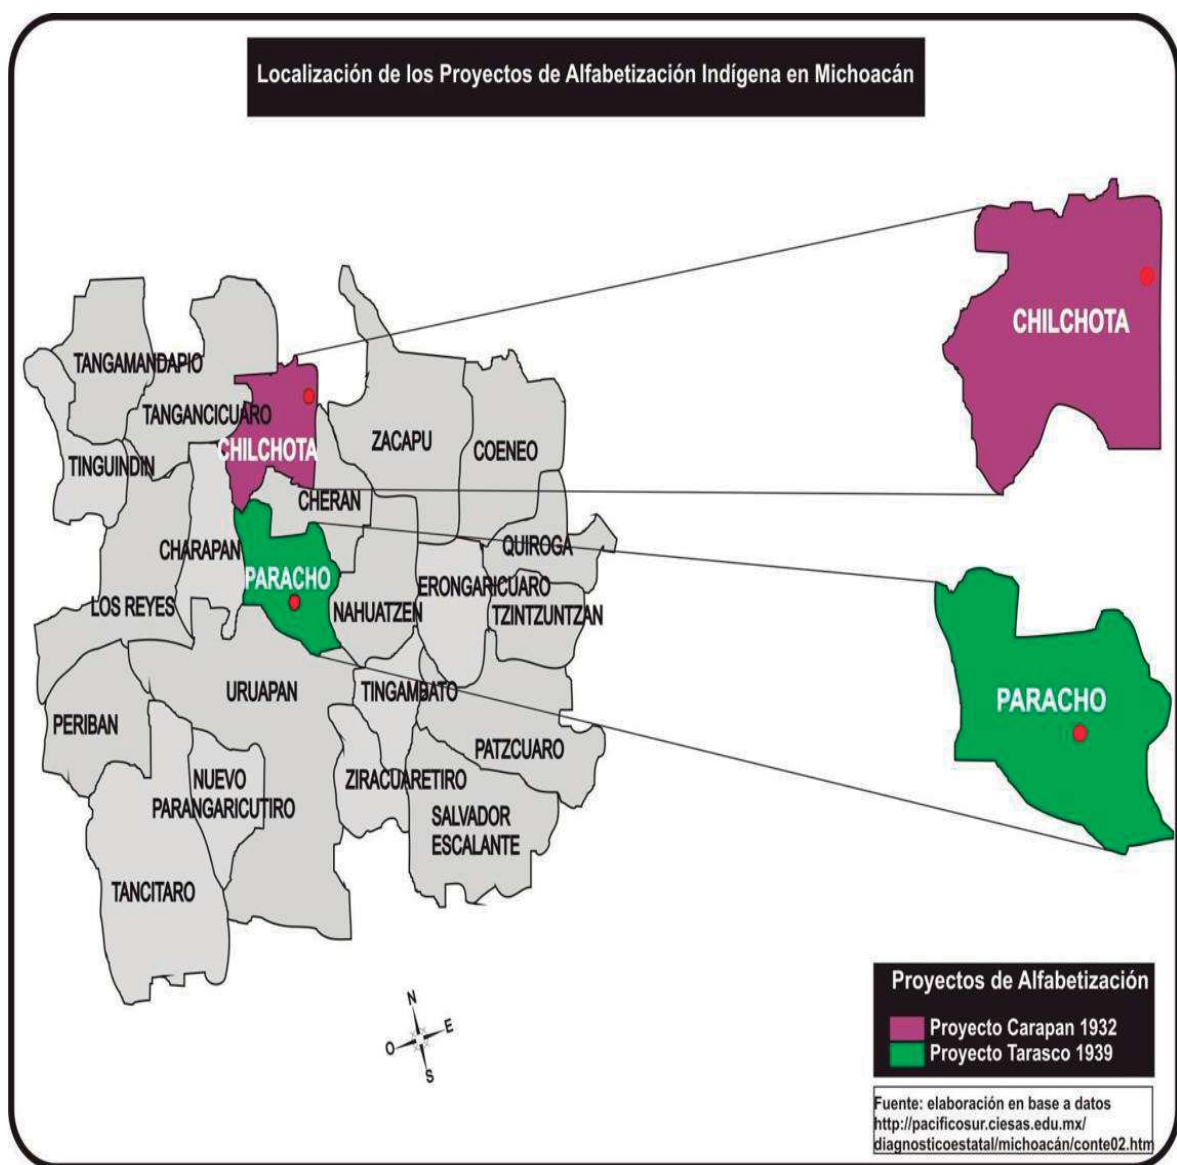 Localización de los Proyectos de Alfabetización Indígena en Michoacán
CHILCHOTA
TANGAMANDAPIO
TANGANCICUARO
CHILCHOTA
ZACAPU
COENEO
TINGUINDIN
CHERAN
CHARAPAN
QUIROGA
PARACHO
ERONGARICUARO
LOS REYES
NAHUATZEN
TZINTZUNTZAN
PARACHO
URUAPAN
TINGAMBATO
PERIBAN
PATZCUARO
NUEVO
PARANGARICUTIRO
ZIRACUARETIRO
SALVADOR
ESCALANTE
TANCITARO
N
E
O
S
Proyectos de Alfabetización
Proyecto Carapan 1932
Proyecto Tarasco 1939
Fuente: elaboración en base a datos
http://pacificosur.ciesas.edu.mx/
diagnosticoestatal/michoacán/conte02.htm